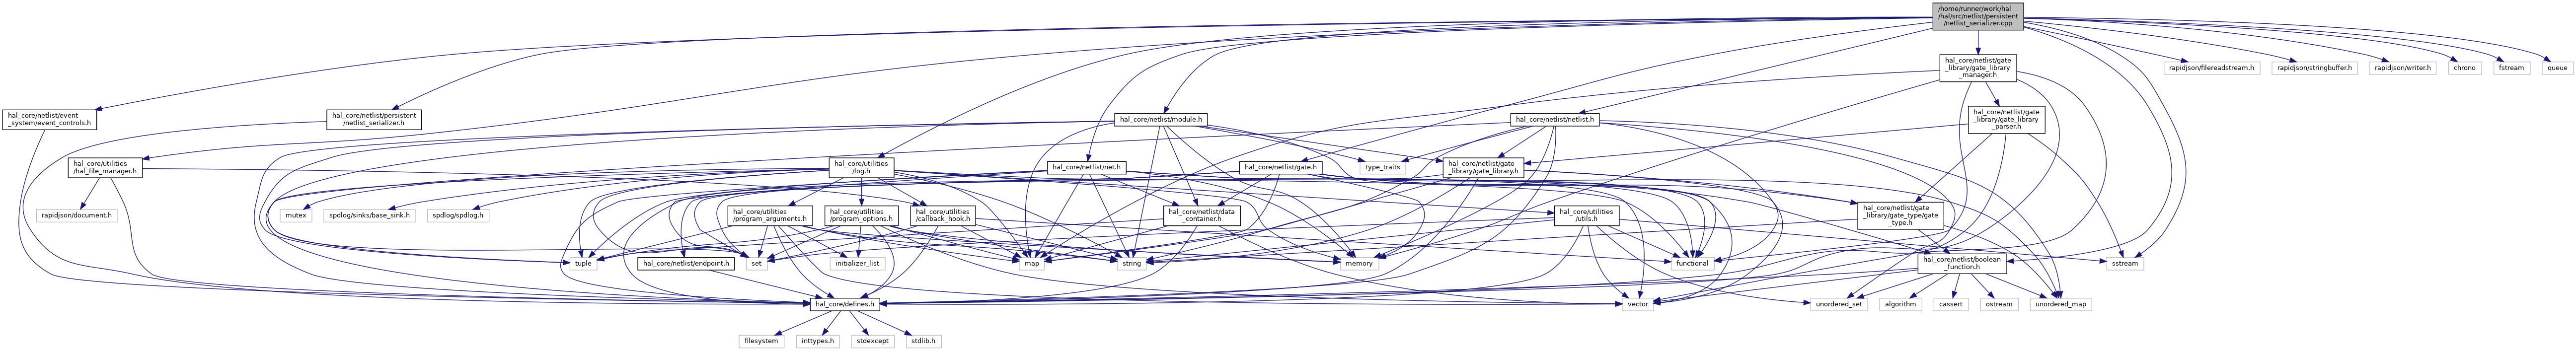 /home/runner/work/hal
/hal/src/netlist/persistent
/netlist_serializer.cpp
hal_core/netlist/gate
_library/gate_library
_manager.h
rapidjson/filereadstream.h
rapidjson/stringbuffer.h
rapidjson/writer.h
chrono
fstream
queue
hal_core/netlist/event
_system/event_controls.h
hal_core/netlist/persistent
/netlist_serializer.h
hal_core/netlist/module.h
hal_core/netlist/netlist.h
hal_core/netlist/gate
_library/gate_library
_parser.h
hal_core/utilities
/hal_file_manager.h
hal_core/utilities
/log.h
hal_core/netlist/net.h
hal_core/netlist/gate.h
type_traits
hal_core/netlist/gate
_library/gate_library.h
rapidjson/document.h
mutex
spdlog/sinks/base_sink.h
spdlog/spdlog.h
hal_core/utilities
/program_arguments.h
hal_core/utilities
/program_options.h
hal_core/utilities
/callback_hook.h
hal_core/netlist/data
_container.h
hal_core/utilities
/utils.h
hal_core/netlist/gate
_library/gate_type/gate
_type.h
tuple
hal_core/netlist/endpoint.h
set
initializer_list
map
string
memory
functional
hal_core/netlist/boolean
_function.h
sstream
hal_core/defines.h
vector
unordered_set
algorithm
cassert
ostream
unordered_map
filesystem
inttypes.h
stdexcept
stdlib.h